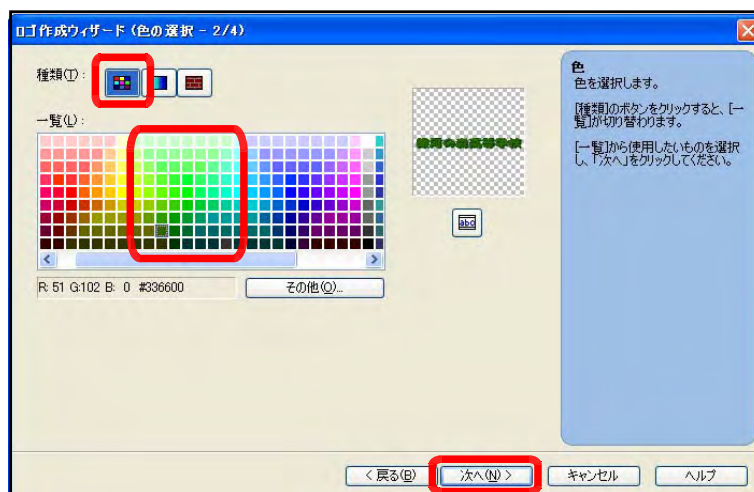 ロゴ作成ウィザード (色の選択 - 2/4)
種類(T):
一覧(L):
R: 51 G:102 B: 0 #336600
その他(O)...
abc
色
色を選択します。
[種類]のボタンをクリックすると、[一
覧]が切り替わります。
[一覧]から使用したいものを選択
し、「次へ」をクリックしてください。
< 戻る(B)
次へ(N) >
キャンセル
ヘルプ